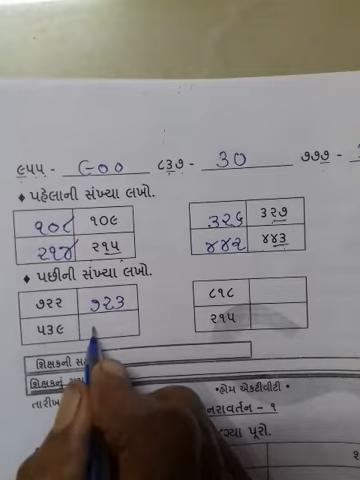 ૯૫૫ - ૯૦૦ ૮૩૭ - ૩૦ ૭૭૭ -
♦ પહેલાની સંખ્યા લખો.
૧૦૮ ૧૦૯ ૩૨૬ ૩૨૭
૨૧૪ ૨૧૫ ૪૪૨ ૪૪૩
♦ પછીની સંખ્યા લખો.
૭૨૨ ૭૨૩ ૮૧૮
૫૩૯ ૨૧૫
શિક્ષકની
શિક્ષકનું
•હોમ એકટીવીટી •
તારીખ
નરાવર્તન - ૧
પૂરો.